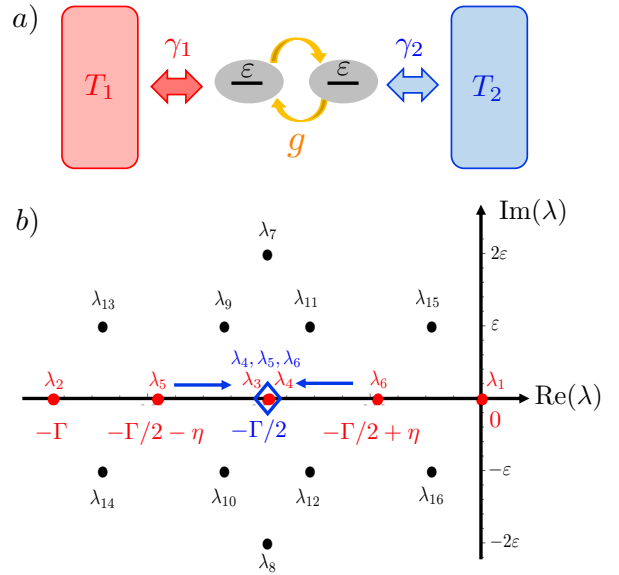 a)
γ₁ γ₂
T₁ ε ε T₂
g
b) Im(λ)
λ₇
2ε
λ₁₃ λ₉ λ₁₁ λ₁₅
ε
λ₄, λ₅, λ₆
λ₂ λ₅ λ₃ λ₄ λ₆ λ₁
Re(λ)
−Γ −Γ/2 − η −Γ/2 −Γ/2 + η 0
−ε
λ₁₄ λ₁₀ λ₁₂ λ₁₆
−2ε
λ₈